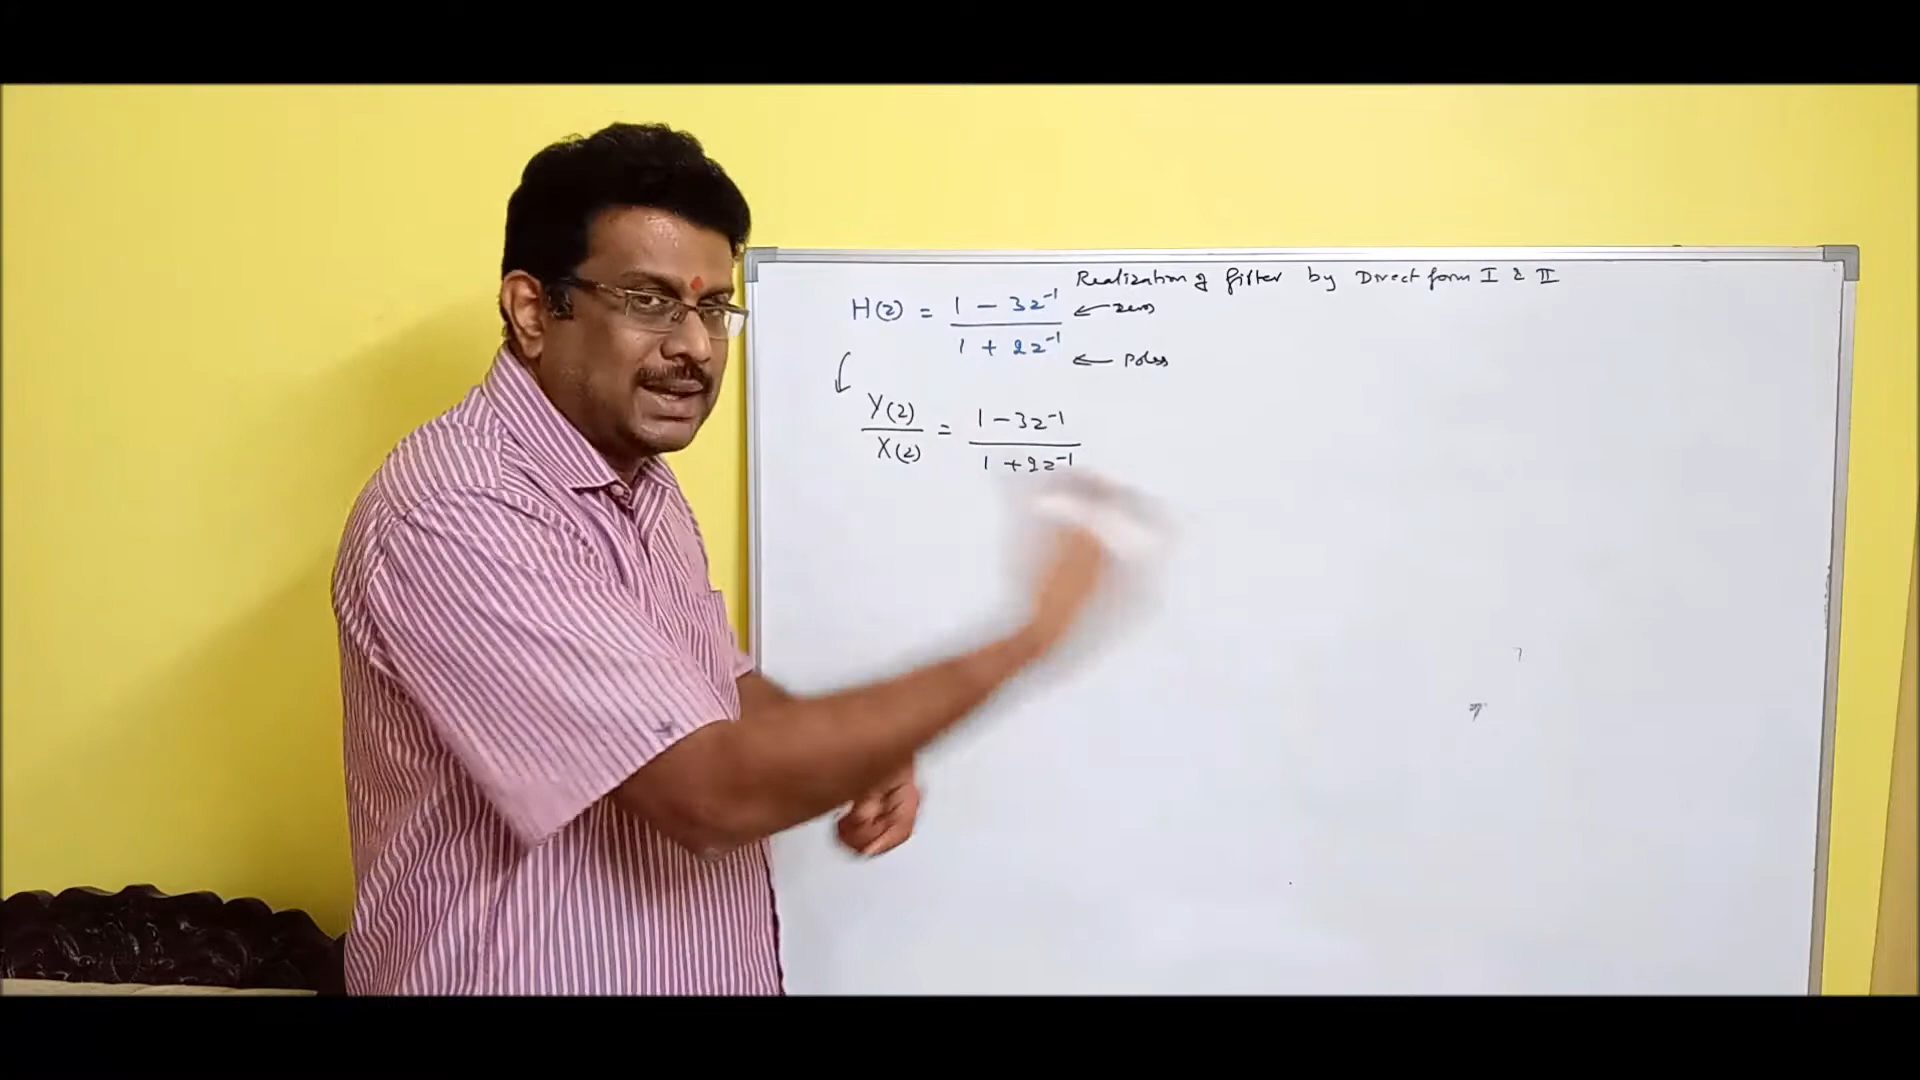 Realization of filter by Direct form I & II
H(z) = 1 - 3z⁻¹ / 1 + 2z⁻¹
← zeros
← Poles
Y(z) / X(z) = 1 - 3z⁻¹ / 1 + 2z⁻¹